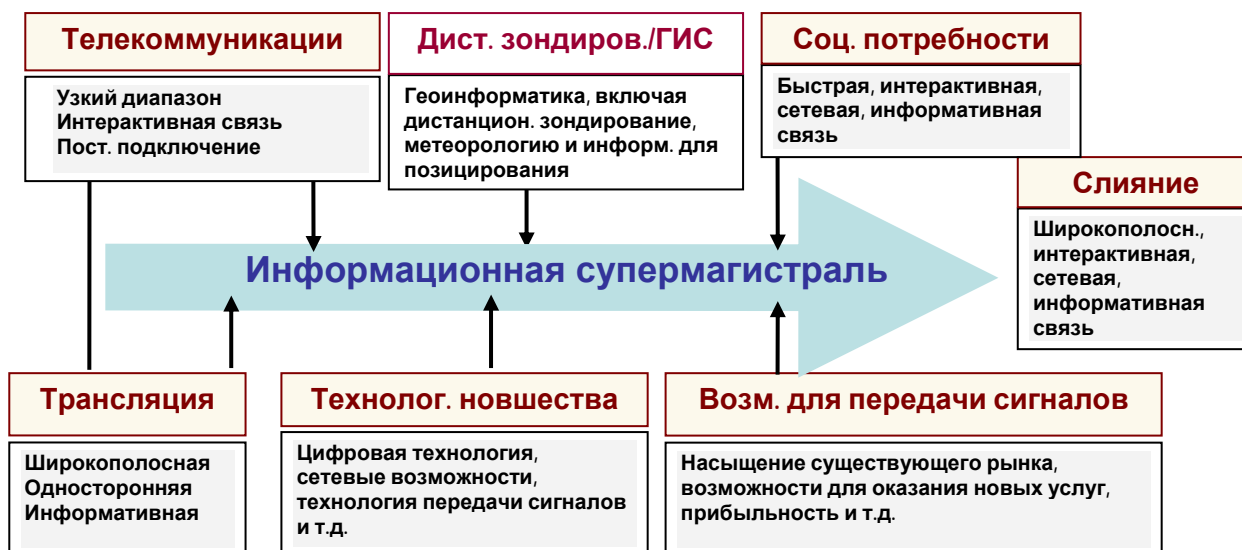 Телекоммуникации
Узкий диапазон
Интерактивная связь
Пост. подключение
Дист. зондиров./ГИС
Геоинформатика, включая
дистанцион. зондирование,
метеорологию и информ. для
позицирования
Соц. потребности
Быстрая, интерактивная,
сетевая, информативная
связь
Слияние
Широкополосн.,
интерактивная,
сетевая,
информативная
связь
Информационная супермагистраль
Трансляция
Широкополосная
Односторонняя
Информативная
Технолог. новшества
Цифровая технология,
сетевые возможности,
технология передачи сигналов
и т.д.
Возм. для передачи сигналов
Насыщение существующего рынка,
возможности для оказания новых услуг,
прибыльность и т.д.